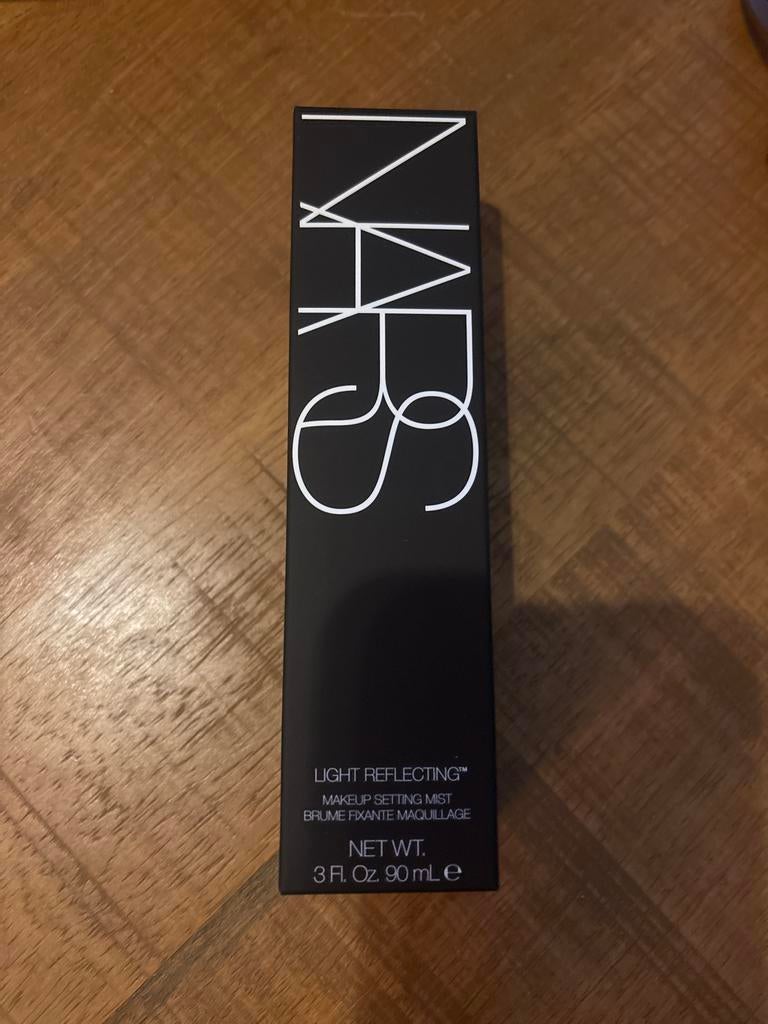 NARS
LIGHT REFLECTING™
MAKEUP SETTING MIST
BRUME FIXANTE MAQUILLAGE
NET WT.
3 Fl. Oz. 90 mL ℮